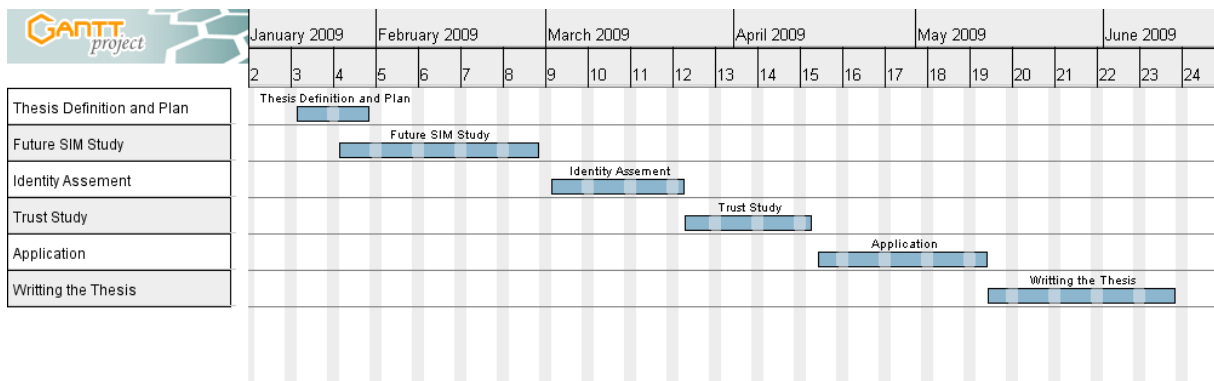 GANTT
project
January 2009 February 2009 March 2009 April 2009 May 2009 June 2009
2 3 4 5 6 7 8 9 10 11 12 13 14 15 16 17 18 19 20 21 22 23 24
Thesis Definition and Plan Thesis Definition and Plan
Future SIM Study Future SIM Study
Identity Assement Identity Assement
Trust Study Trust Study
Application Application
Writting the Thesis Writting the Thesis